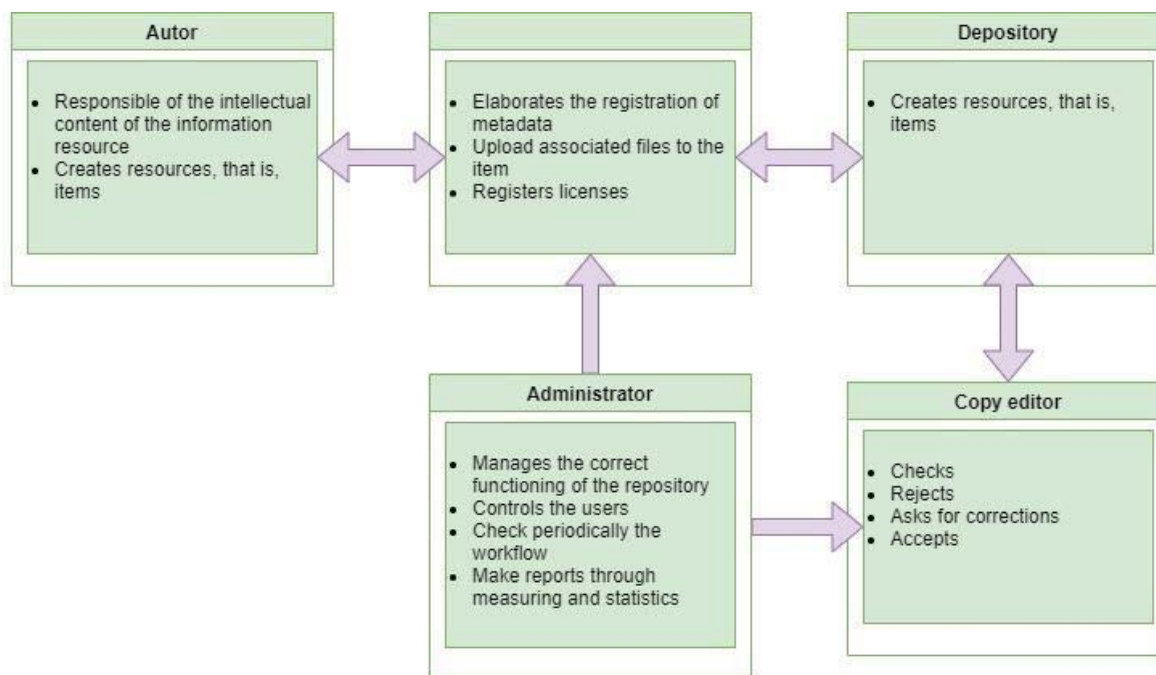 Autor
• Responsible of the intellectual
content of the information
resource
• Creates resources, that is,
items
• Elaborates the registration of
metadata
• Upload associated files to the
item
• Registers licenses
Depository
• Creates resources, that is,
items
Administrator
• Manages the correct
functioning of the repository
• Controls the users
• Check periodically the
workflow
• Make reports through
measuring and statistics
Copy editor
• Checks
• Rejects
• Asks for corrections
• Accepts